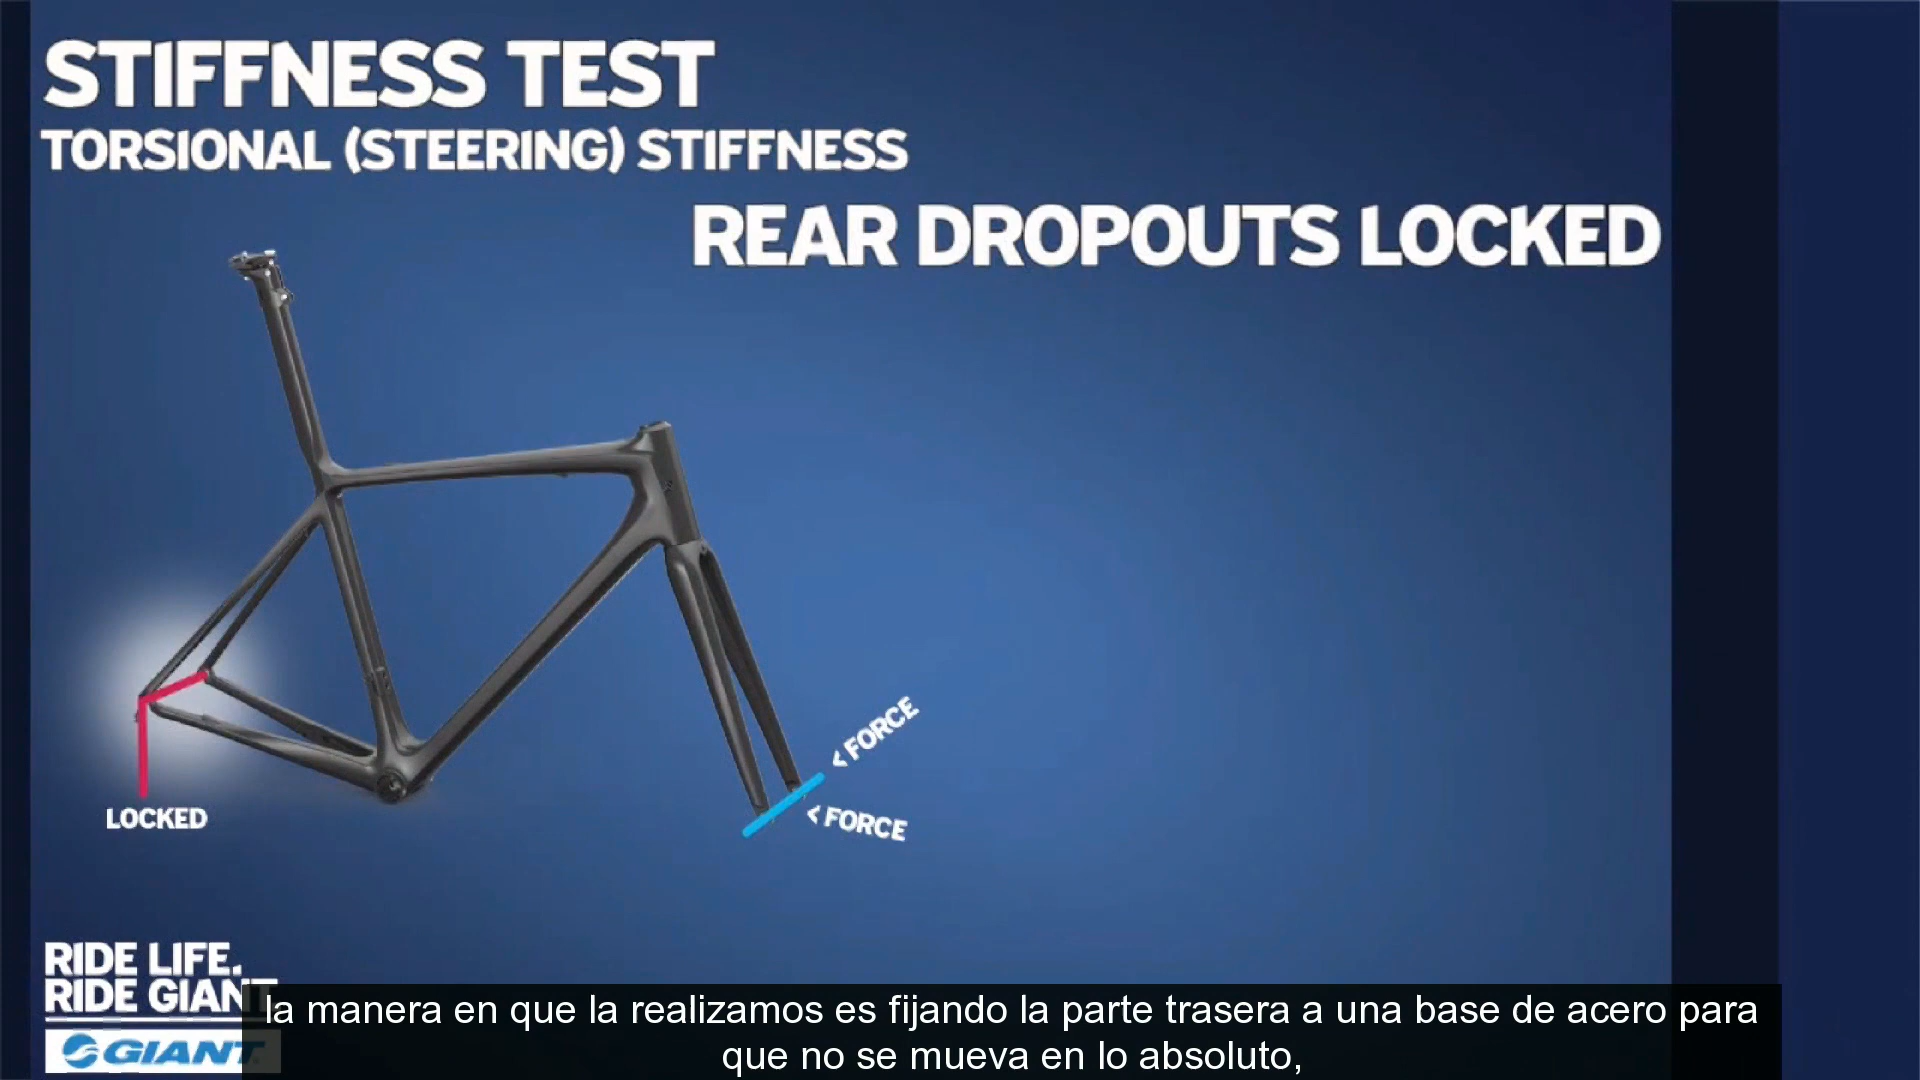 STIFFNESS TEST
TORSIONAL (STEERING) STIFFNESS
REAR DROPOUTS LOCKED
< FORCE
< FORCE
LOCKED
RIDE LIFE.
RIDE GIANT
GIANT
la manera en que la realizamos es fijando la parte trasera a una base de acero para
que no se mueva en lo absoluto,